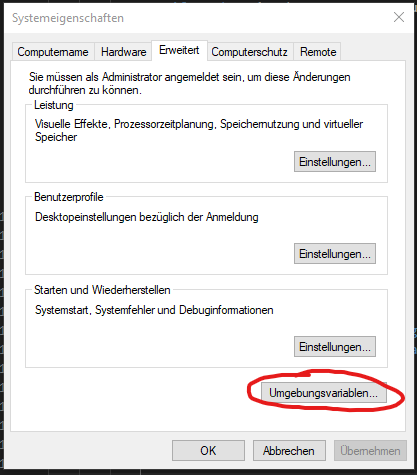 Systemeigenschaften
Computername Hardware Erweitert Computerschutz Remote
Sie müssen als Administrator angemeldet sein, um diese Änderungen
durchführen zu können.
Leistung
Visuelle Effekte, Prozessorzeitplanung, Speichernutzung und virtueller
Speicher
Einstellungen...
Benutzerprofile
Desktopeinstellungen bezüglich der Anmeldung
Einstellungen...
Starten und Wiederherstellen
Systemstart, Systemfehler und Debuginformationen
Einstellungen...
Umgebungsvariablen...
OK Abbrechen Übernehmen